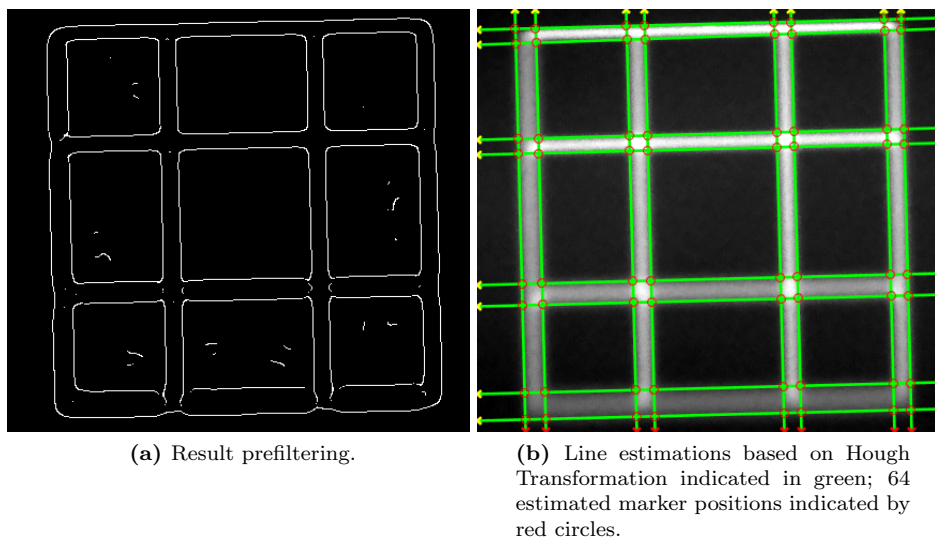 (a) Result prefiltering.
(b) Line estimations based on Hough
Transformation indicated in green; 64
estimated marker positions indicated by
red circles.